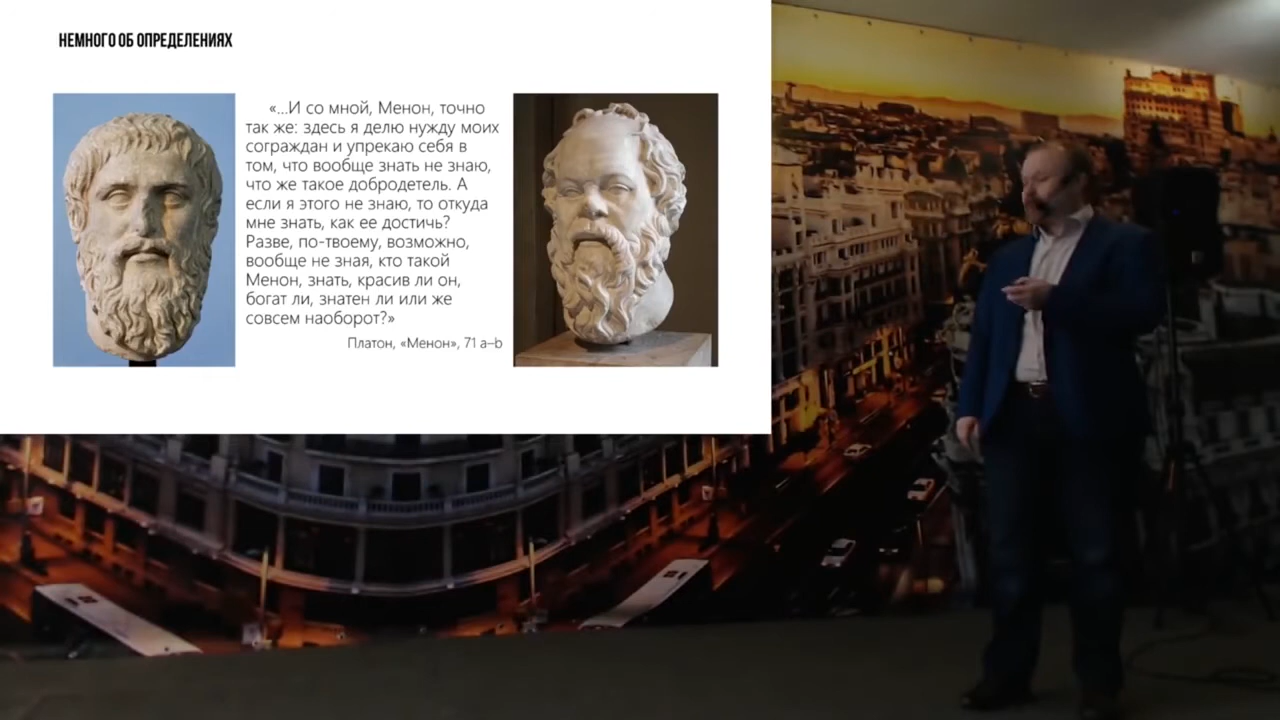 НЕМНОГО ОБ ОПРЕДЕЛЕНИЯХ
«...И со мной, Менон, точно
так же: здесь я делю нужду моих
сограждан и упрекаю себя в
том, что вообще знать не знаю,
что же такое добродетель. А
если я этого не знаю, то откуда
мне знать, как ее достичь?
Разве, по-твоему, возможно,
вообще не зная, кто такой
Менон, знать, красив ли он,
богат ли, знатен ли или же
совсем наоборот?»
Платон, «Менон», 71 a–b